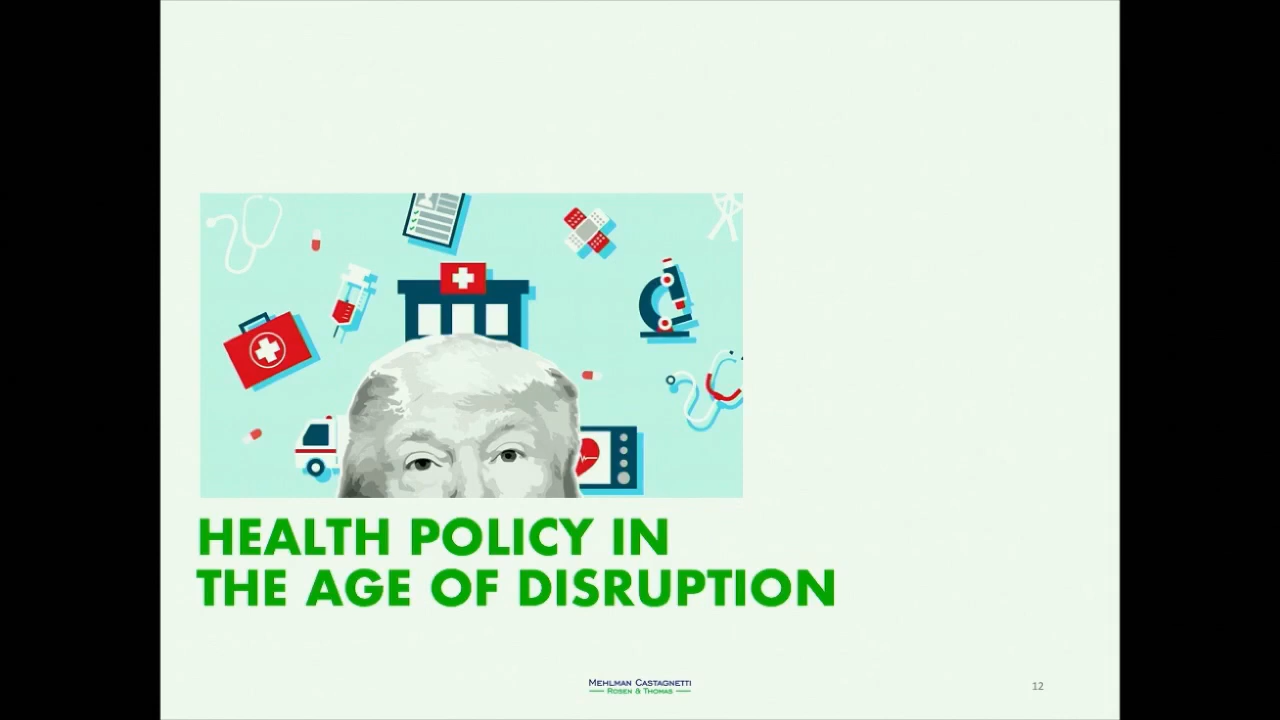 HEALTH POLICY IN
THE AGE OF DISRUPTION
MEHLMAN CASTAGNETTI
ROSEN & THOMAS
12